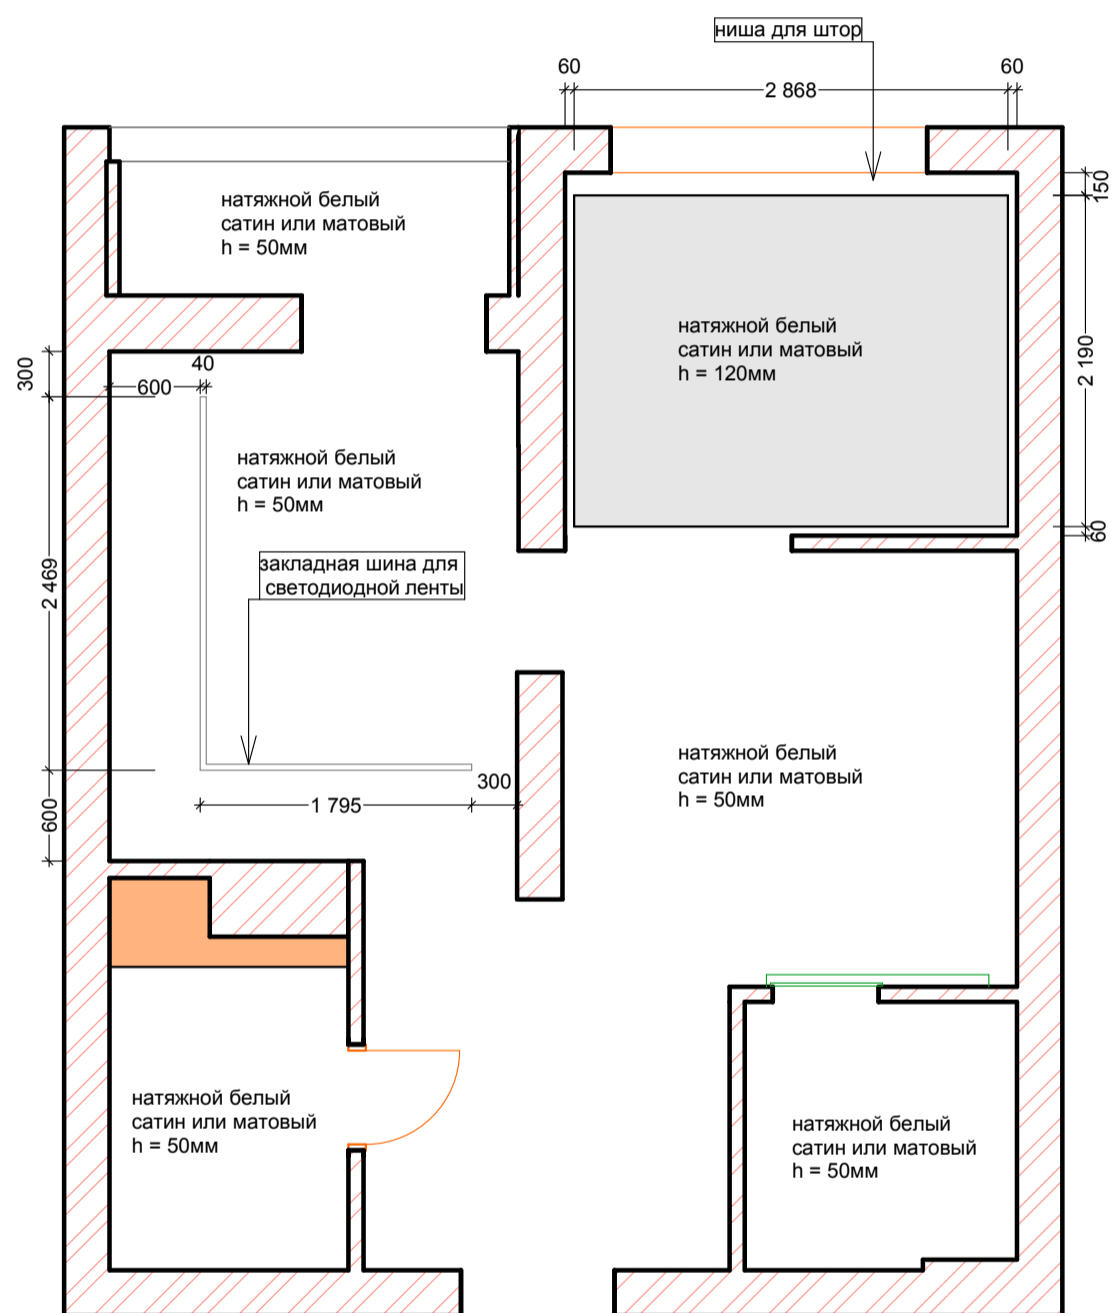 ниша для штор
60
60
2 868
150
натяжной белый
сатин или матовый
h = 50мм
натяжной белый
сатин или матовый
h = 120мм
2 190
300
40
600
натяжной белый
сатин или матовый
h = 50мм
60
закладная шина для
светодиодной ленты
2 469
натяжной белый
сатин или матовый
h = 50мм
300
1 795
600
натяжной белый
сатин или матовый
h = 50мм
натяжной белый
сатин или матовый
h = 50мм